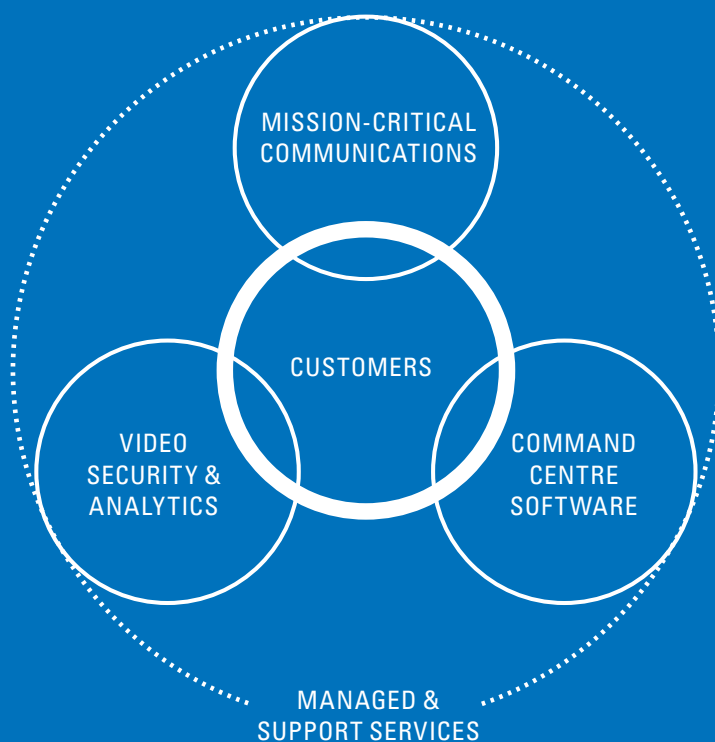 MISSION-CRITICAL
COMMUNICATIONS
CUSTOMERS
VIDEO
SECURITY &
ANALYTICS
COMMAND
CENTRE
SOFTWARE
MANAGED &
SUPPORT SERVICES